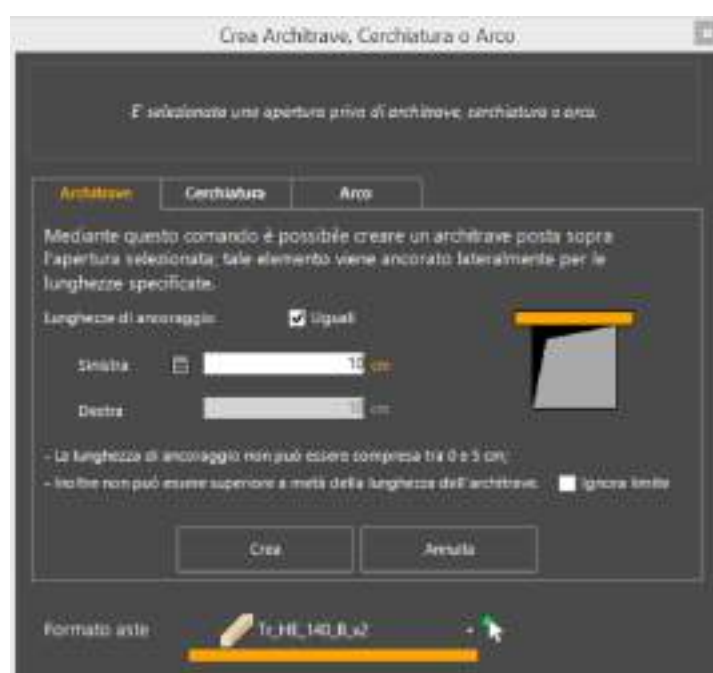 Crea Architrave, Cerchiatura o Arco
E' selezionata una apertura priva di architrave, cerchiatura o arco.
Architrave Cerchiatura Arco
Mediante questo comando è possibile creare un architrave posta sopra
l'apertura selezionata; tale elemento viene ancorato lateralmente per le
lunghezze specificate.
Lunghezze di ancoraggio Uguali
Sinistra 10 cm
Destra cm
- La lunghezza di ancoraggio non può essere compresa tra 0 e 5 cm;
- Inoltre non può essere superiore a metà della lunghezza dell'architrave. Ignora limite
Crea Annulla
Formato aste Tr_HE_140_B_x2